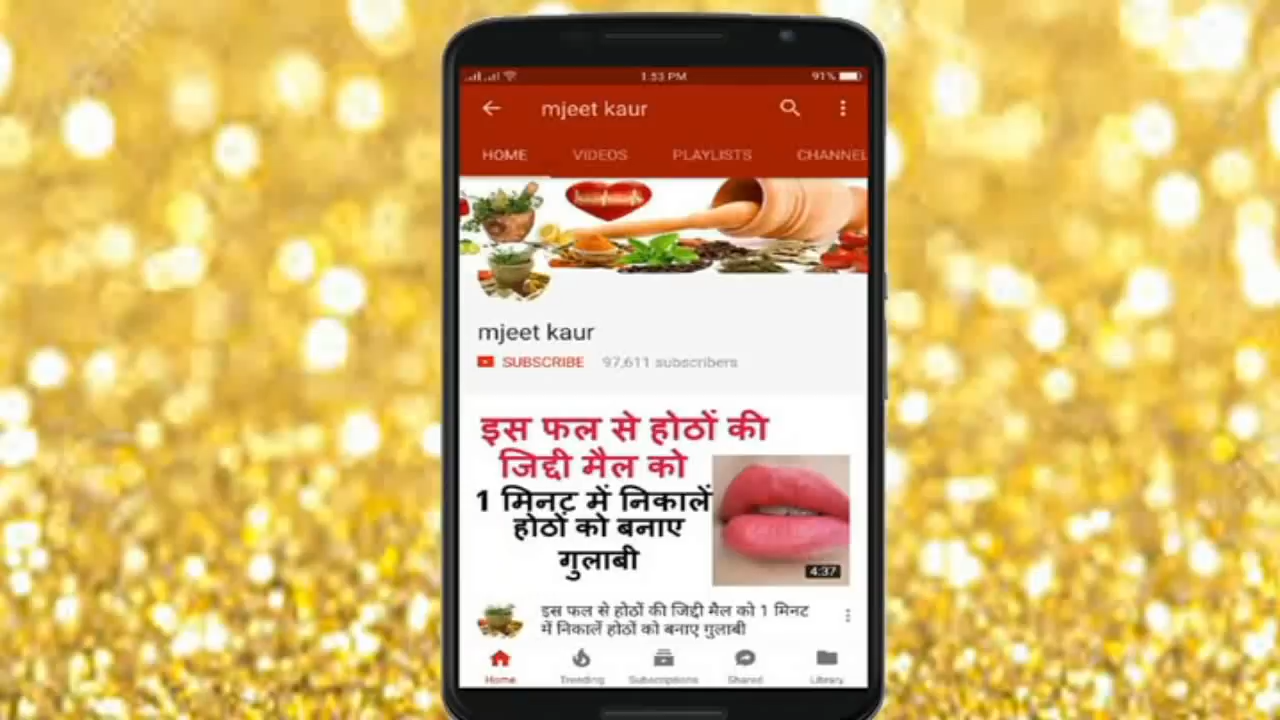 1:53 PM
91%
mjeet kaur
HOME
VIDEOS
PLAYLISTS
CHANNEL
mjeet kaur
SUBSCRIBE
97,611 subscribers
इस फल से होठों की
जिद्दी मैल को
1 मिनट में निकालें
होठों को बनाए
गुलाबी
4:37
इस फल से होठों की जिद्दी मैल को 1 मिनट
में निकालें होठों को बनाए गुलाबी
Home
Trending
Subscriptions
Shared
Library